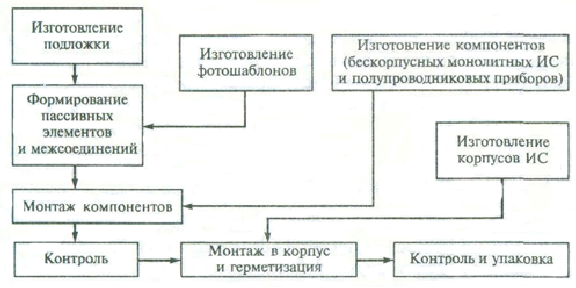 Изготовление
подложки
Изготовление
фотошаблонов
Изготовление компонентов
(бескорпусных монолитных ИС
и полупроводниковых приборов)
Формирование
пассивных
элементов
и межсоединений
Изготовление
корпусов ИС
Монтаж компонентов
Контроль
Монтаж в корпус
и герметизация
Контроль и упаковка